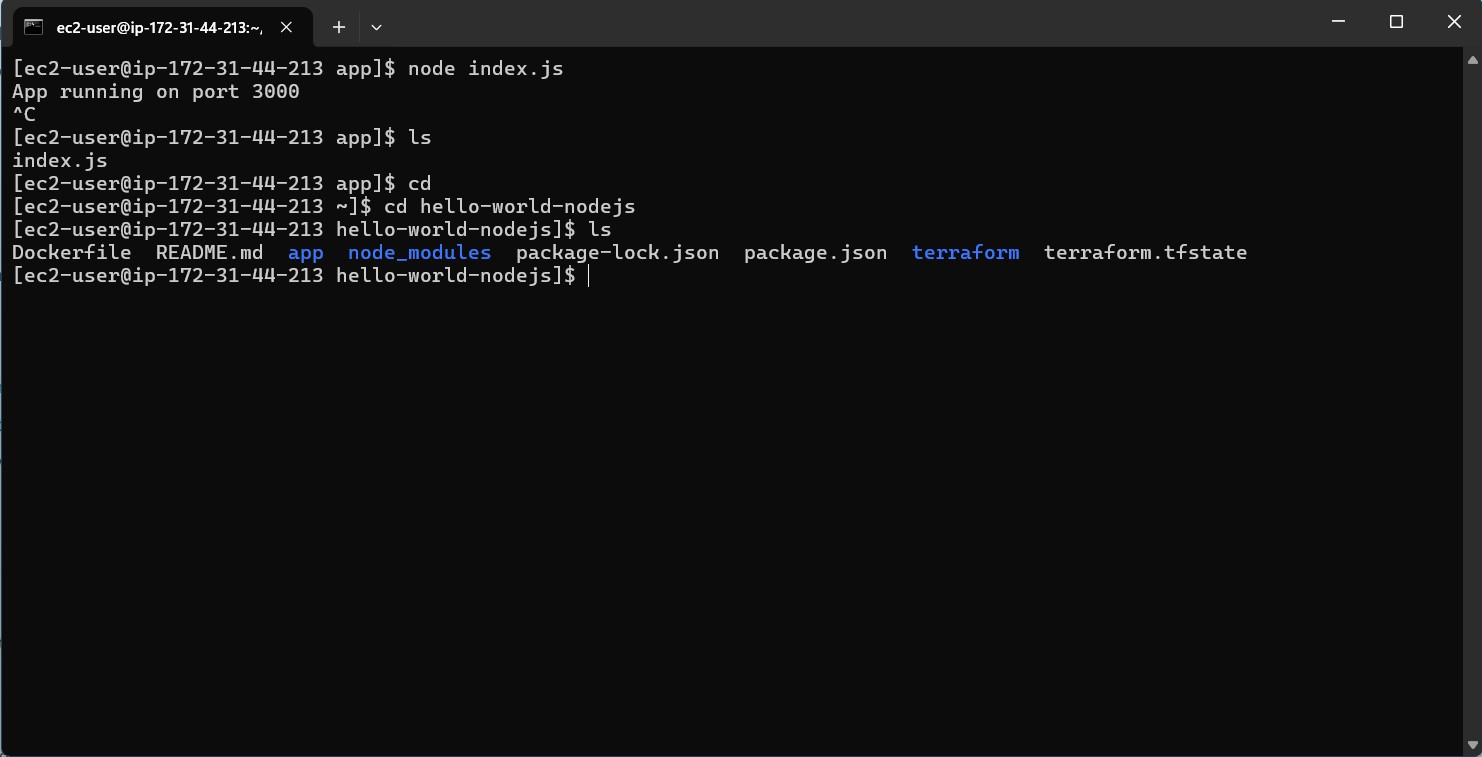 ec2-user@ip-172-31-44-213:~,
[ec2-user@ip-172-31-44-213 app]$ node index.js
App running on port 3000
^C
[ec2-user@ip-172-31-44-213 app]$ ls
index.js
[ec2-user@ip-172-31-44-213 app]$ cd
[ec2-user@ip-172-31-44-213 ~]$ cd hello-world-nodejs
[ec2-user@ip-172-31-44-213 hello-world-nodejs]$ ls
Dockerfile  README.md  app  node_modules  package-lock.json  package.json  terraform  terraform.tfstate
[ec2-user@ip-172-31-44-213 hello-world-nodejs]$